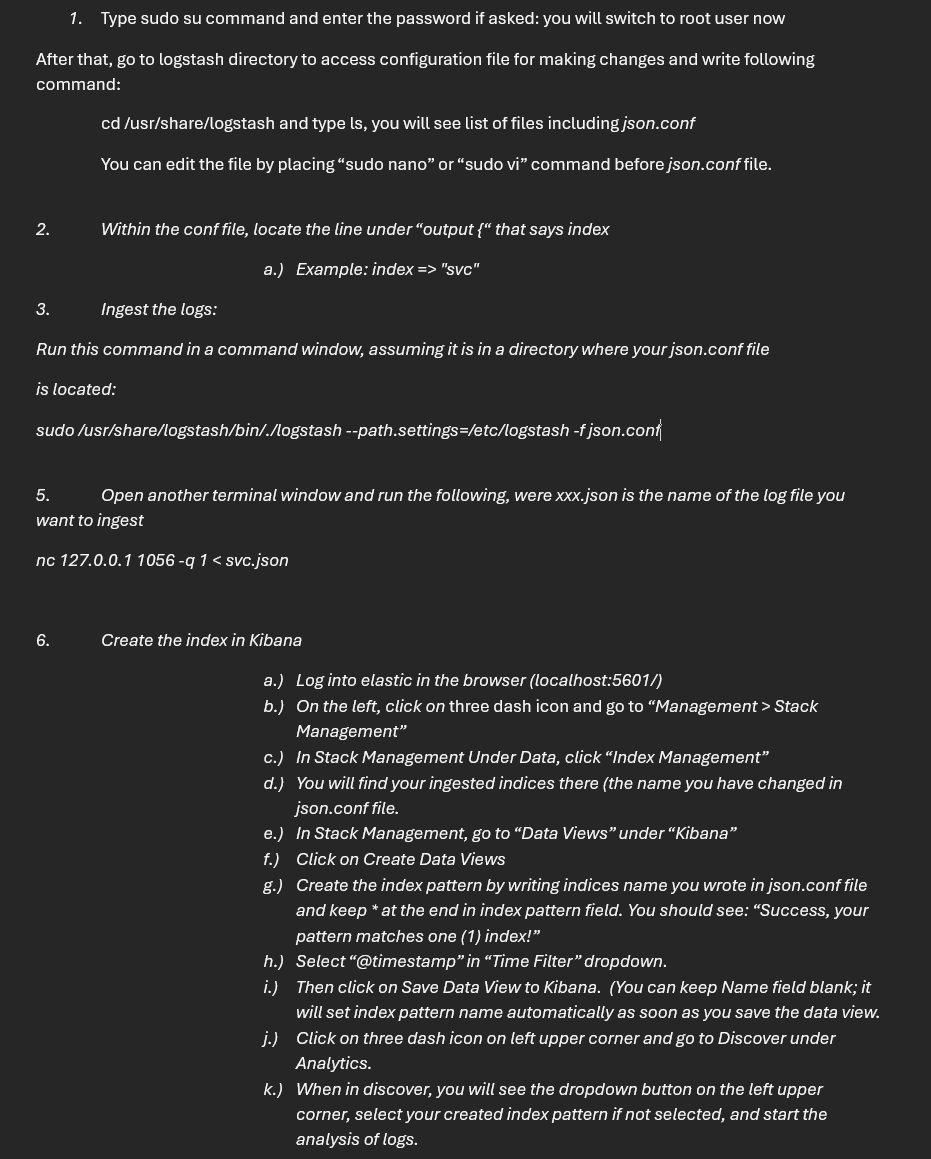 1. Type sudo su command and enter the password if asked: you will switch to root user now
After that, go to logstash directory to access configuration file for making changes and write following
command:
cd /usr/share/logstash and type ls, you will see list of files including json.conf
You can edit the file by placing “sudo nano” or “sudo vi” command before json.conf file.
2. Within the conf file, locate the line under “output {“ that says index
a.) Example: index => "svc"
3. Ingest the logs:
Run this command in a command window, assuming it is in a directory where your json.conf file
is located:
sudo /usr/share/logstash/bin/./logstash --path.settings=/etc/logstash -f json.conf
5. Open another terminal window and run the following, were xxx.json is the name of the log file you
want to ingest
nc 127.0.0.1 1056 -q 1 < svc.json
6. Create the index in Kibana
a.) Log into elastic in the browser (localhost:5601/)
b.) On the left, click on three dash icon and go to “Management > Stack
Management”
c.) In Stack Management Under Data, click “Index Management”
d.) You will find your ingested indices there (the name you have changed in
json.conf file.
e.) In Stack Management, go to “Data Views” under “Kibana”
f.) Click on Create Data Views
g.) Create the index pattern by writing indices name you wrote in json.conf file
and keep * at the end in index pattern field. You should see: “Success, your
pattern matches one (1) index!”
h.) Select “@timestamp” in “Time Filter” dropdown.
i.) Then click on Save Data View to Kibana. (You can keep Name field blank; it
will set index pattern name automatically as soon as you save the data view.
j.) Click on three dash icon on left upper corner and go to Discover under
Analytics.
k.) When in discover, you will see the dropdown button on the left upper
corner, select your created index pattern if not selected, and start the
analysis of logs.